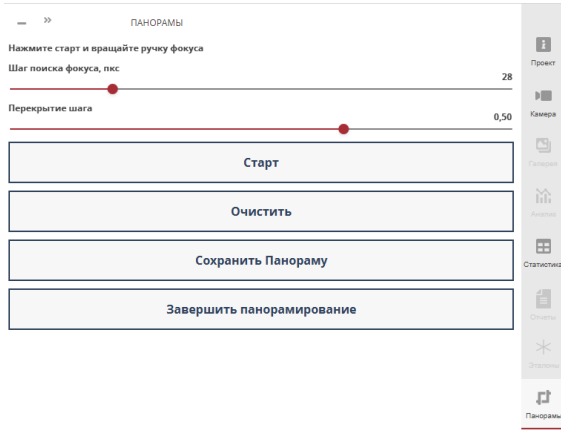 ПАНОРАМЫ
Нажмите старт и вращайте ручку фокуса
Шаг поиска фокуса, пкс
28
Перекрытие шага
0,50
Старт
Очистить
Сохранить Панораму
Завершить панорамирование
Проект
Камера
Галерея
Анализ
Статистика
Отчеты
Эталоны
Панорамы